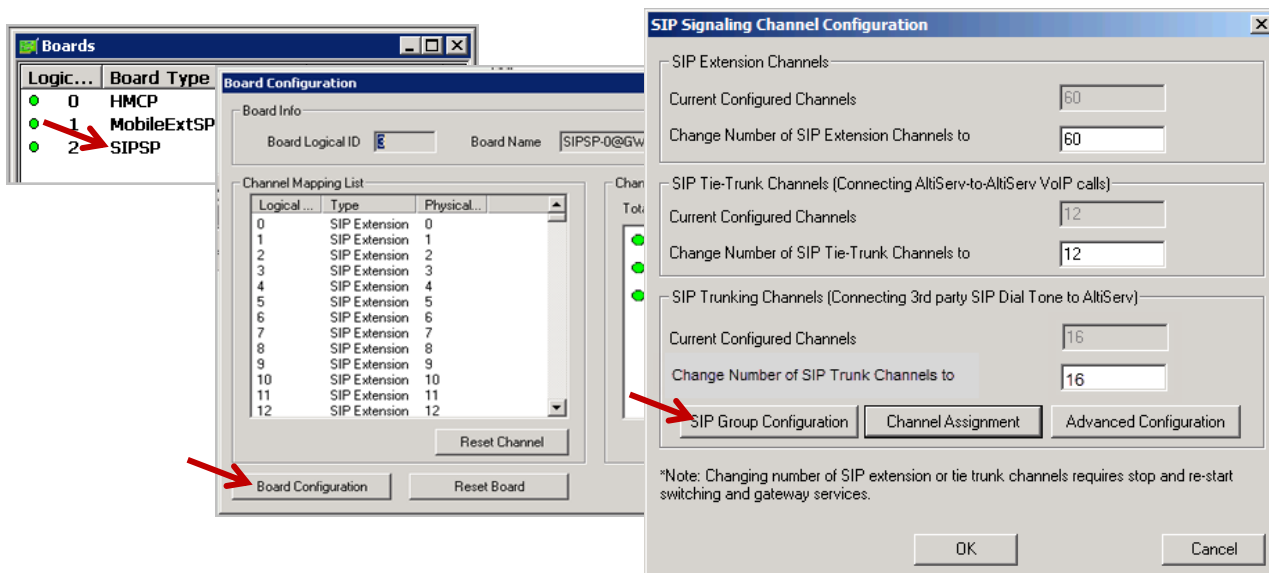 Boards
Logic... Board Type
0 HMCP
1 MobileExtSP
2 SIPSP
Board Configuration
Board Info
Board Logical ID 3 Board Name SIPSP-0@GW
Channel Mapping List
Logical ... Type Physical...
0 SIP Extension 0
1 SIP Extension 1
2 SIP Extension 2
3 SIP Extension 3
4 SIP Extension 4
5 SIP Extension 5
6 SIP Extension 6
7 SIP Extension 7
8 SIP Extension 8
9 SIP Extension 9
10 SIP Extension 10
11 SIP Extension 11
12 SIP Extension 12
Reset Channel
Board Configuration Reset Board
SIP Signaling Channel Configuration
SIP Extension Channels
Current Configured Channels 60
Change Number of SIP Extension Channels to 60
SIP Tie-Trunk Channels (Connecting AltiServ-to-AltiServ VoIP calls)
Current Configured Channels 12
Change Number of SIP Tie-Trunk Channels to 12
SIP Trunking Channels (Connecting 3rd party SIP Dial Tone to AltiServ)
Current Configured Channels 16
Change Number of SIP Trunk Channels to 16
SIP Group Configuration Channel Assignment Advanced Configuration
*Note: Changing number of SIP extension or tie trunk channels requires stop and re-start
switching and gateway services.
OK Cancel